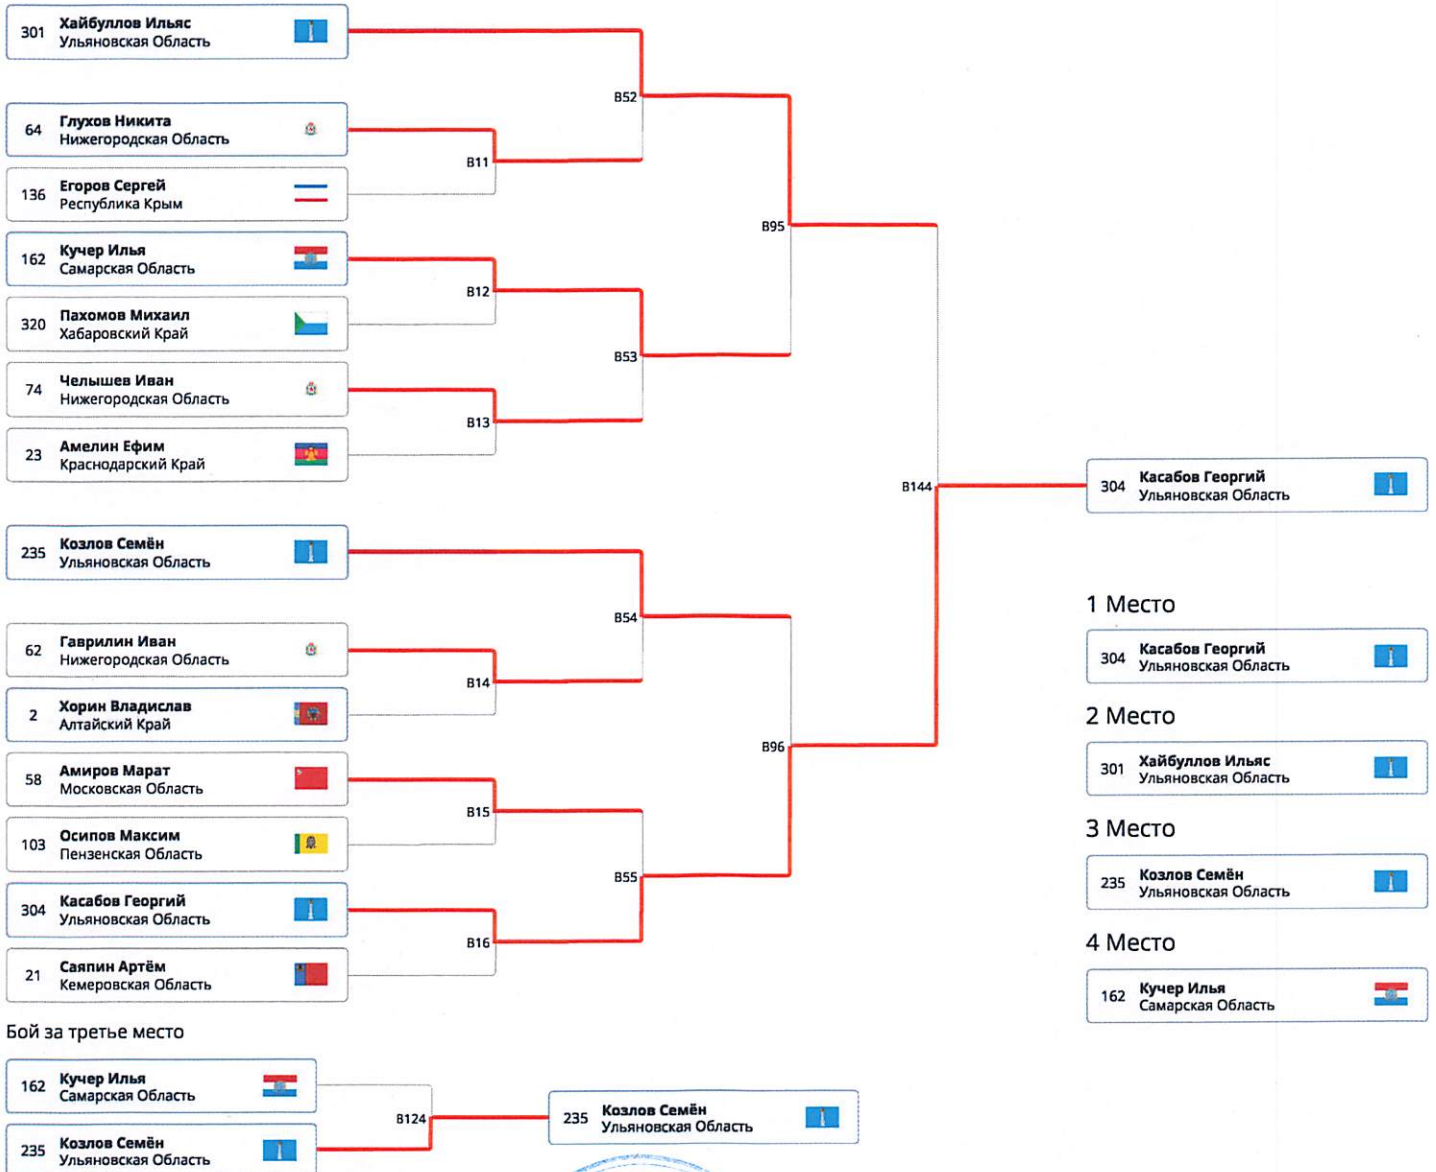 301 Хайбуллов Ильяс
Ульяновская Область
B52
64 Глухов Никита
Нижегородская Область
B11
136 Егоров Сергей
Республика Крым
B95
162 Кучер Илья
Самарская Область
B12
320 Пахомов Михаил
Хабаровский Край
B53
74 Челышев Иван
Нижегородская Область
B13
23 Амелин Ефим
Краснодарский Край
B144
304 Касабов Георгий
Ульяновская Область
235 Козлов Семён
Ульяновская Область
B54
62 Гаврилин Иван
Нижегородская Область
B14
2 Хорин Владислав
Алтайский Край
B96
58 Амиров Марат
Московская Область
B15
103 Осипов Максим
Пензенская Область
B55
304 Касабов Георгий
Ульяновская Область
B16
21 Саяпин Артём
Кемеровская Область
1 Место
304 Касабов Георгий
Ульяновская Область
2 Место
301 Хайбуллов Ильяс
Ульяновская Область
3 Место
235 Козлов Семён
Ульяновская Область
4 Место
162 Кучер Илья
Самарская Область
Бой за третье место
162 Кучер Илья
Самарская Область
B124
235 Козлов Семён
Ульяновская Область
235 Козлов Семён
Ульяновская Область